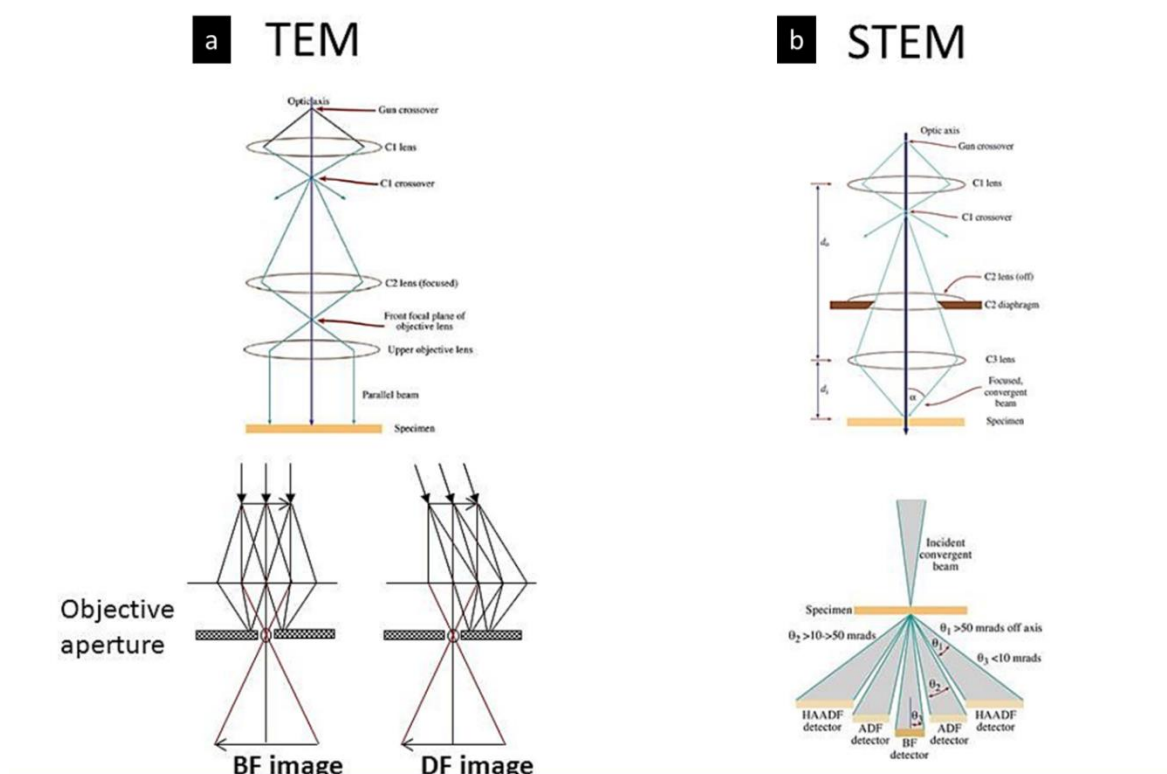 a TEM
Optic axis
Gun crossover
C1 lens
C1 crossover
C2 lens (focused)
Front focal plane of
objective lens
Upper objective lens
Parallel beam
Specimen
Objective
aperture
BF image
DF image
b STEM
Optic axis
Gun crossover
C1 lens
C1 crossover
dₒ
C2 lens (off)
C2 diaphragm
C3 lens
Focused,
convergent
beam
α
dᵢ
Specimen
Incident
convergent
beam
Specimen
θ₂ >10->50 mrads
θ₁ >50 mrads off axis
θ₁
θ₃ <10 mrads
θ₂
θ₃
HAADF
detector
ADF
detector
BF
detector
ADF
detector
HAADF
detector